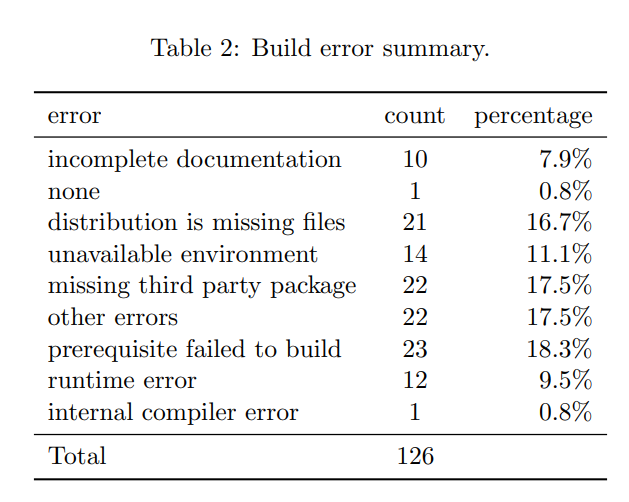 Table 2: Build error summary.
error count percentage
incomplete documentation 10 7.9%
none 1 0.8%
distribution is missing files 21 16.7%
unavailable environment 14 11.1%
missing third party package 22 17.5%
other errors 22 17.5%
prerequisite failed to build 23 18.3%
runtime error 12 9.5%
internal compiler error 1 0.8%
Total 126